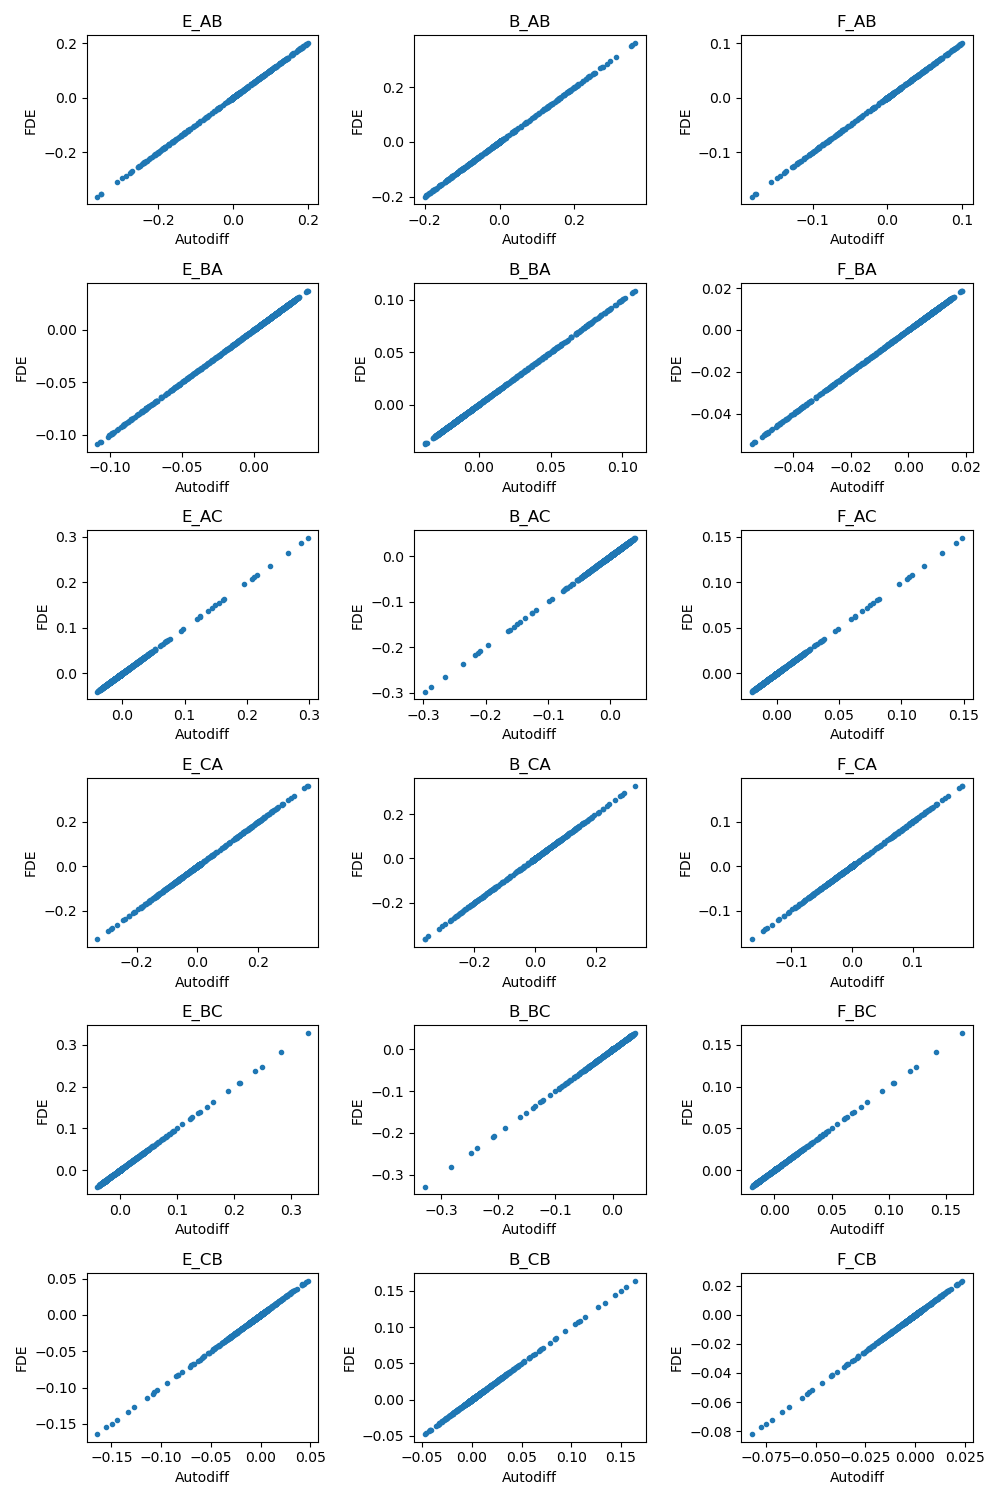 E_AB B_AB F_AB
0.2 0.0 −0.2 FDE −0.2 0.0 0.2 Autodiff
0.2 0.0 −0.2 FDE −0.2 0.0 0.2 Autodiff
0.1 0.0 −0.1 FDE −0.1 0.0 0.1 Autodiff
E_BA B_BA F_BA
0.00 −0.05 −0.10 FDE −0.10 −0.05 0.00 Autodiff
0.10 0.05 0.00 FDE 0.00 0.05 0.10 Autodiff
0.02 0.00 −0.02 −0.04 FDE −0.04 −0.02 0.00 0.02 Autodiff
E_AC B_AC F_AC
0.3 0.2 0.1 0.0 FDE 0.0 0.1 0.2 0.3 Autodiff
0.0 −0.1 −0.2 −0.3 FDE −0.3 −0.2 −0.1 0.0 Autodiff
0.15 0.10 0.05 0.00 FDE 0.00 0.05 0.10 0.15 Autodiff
E_CA B_CA F_CA
0.2 0.0 −0.2 FDE −0.2 0.0 0.2 Autodiff
0.2 0.0 −0.2 FDE −0.2 0.0 0.2 Autodiff
0.1 0.0 −0.1 FDE −0.1 0.0 0.1 Autodiff
E_BC B_BC F_BC
0.3 0.2 0.1 0.0 FDE 0.0 0.1 0.2 0.3 Autodiff
0.0 −0.1 −0.2 −0.3 FDE −0.3 −0.2 −0.1 0.0 Autodiff
0.15 0.10 0.05 0.00 FDE 0.00 0.05 0.10 0.15 Autodiff
E_CB B_CB F_CB
0.05 0.00 −0.05 −0.10 −0.15 FDE −0.15 −0.10 −0.05 0.00 0.05 Autodiff
0.15 0.10 0.05 0.00 −0.05 FDE −0.05 0.00 0.05 0.10 0.15 Autodiff
0.02 0.00 −0.02 −0.04 −0.06 −0.08 FDE −0.075 −0.050 −0.025 0.000 0.025 Autodiff